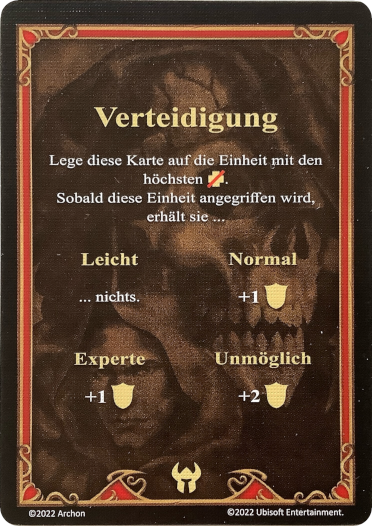 Verteidigung
Lege diese Karte auf die Einheit mit den
höchsten .
Sobald diese Einheit angegriffen wird,
erhält sie ...
Leicht
Normal
... nichts.
+1
Experte
Unmöglich
+1
+2
©2022 Archon
©2022 Ubisoft Entertainment.